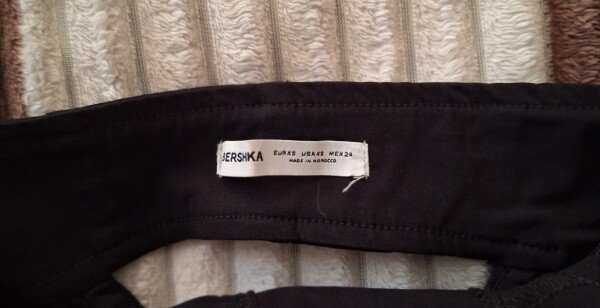 BERSHKA
EUR XS USA XS MEX 24
MADE IN MOROCCO